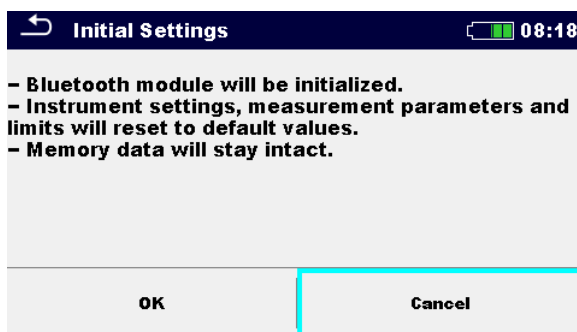 Initial Settings 08:18
– Bluetooth module will be initialized.
– Instrument settings, measurement parameters and
limits will reset to default values.
– Memory data will stay intact.
OK Cancel